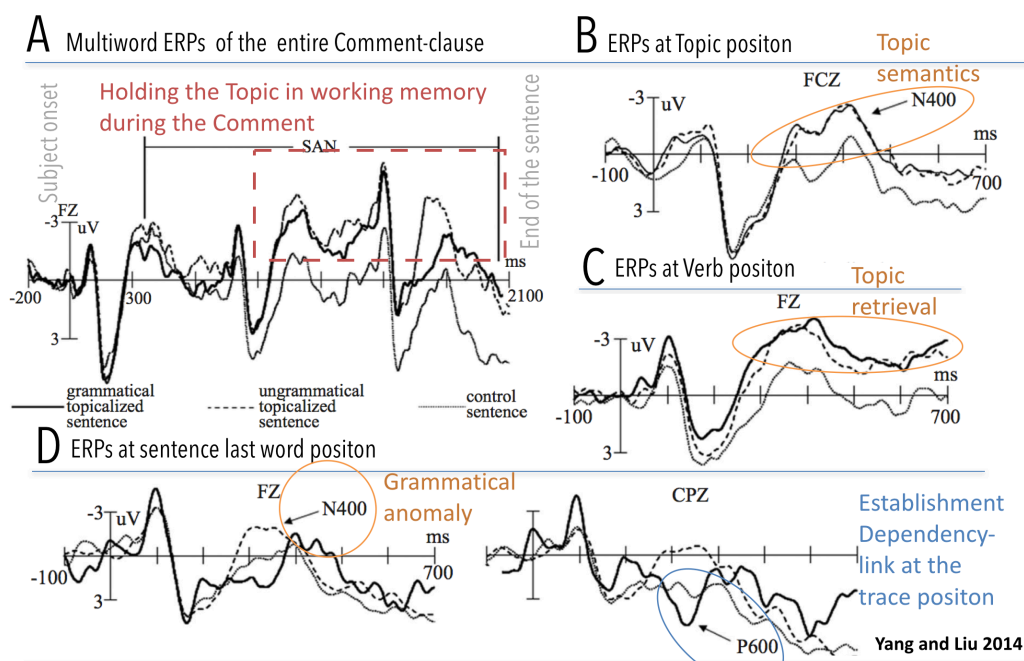 A Multiword ERPs of the entire Comment-clause
Subject onset
Holding the Topic in working memory
during the Comment
SAN
End of the sentence
FZ
-3
uV
3
ms
-200
300
2100
grammatical
topicalized
sentence
ungrammatical
topicalized
sentence
control
sentence
B ERPs at Topic positon
Topic
semantics
FCZ
-3
uV
N400
ms
-100
700
3
C ERPs at Verb positon
Topic
retrieval
FZ
-3
uV
ms
-100
700
3
D ERPs at sentence last word positon
FZ
N400
Grammatical
anomaly
-3
uV
ms
-100
700
3
CPZ
P600
Establishment
Dependency-
link at the
trace positon
Yang and Liu 2014